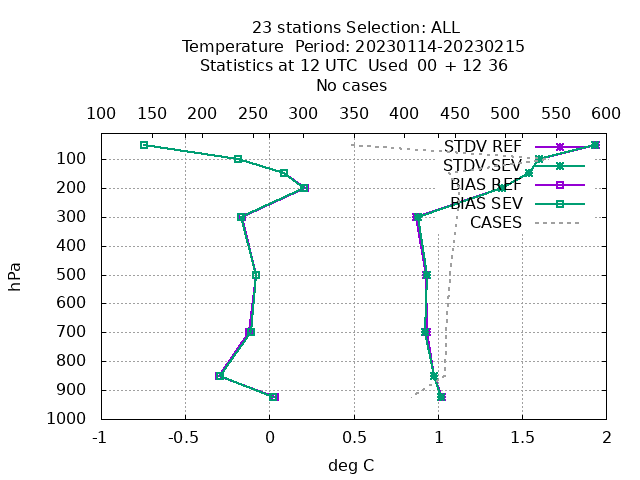 23 stations Selection: ALL
Temperature  Period: 20230114-20230215
Statistics at 12 UTC  Used  00 + 12 36
No cases
100 150 200 250 300 350 400 450 500 550 600
STDV REF
100
STDV SEV
200
BIAS REF
300
BIAS SEV
CASES
400
500
600
700
800
900
1000
hPa
-1 -0.5 0 0.5 1 1.5 2
deg C